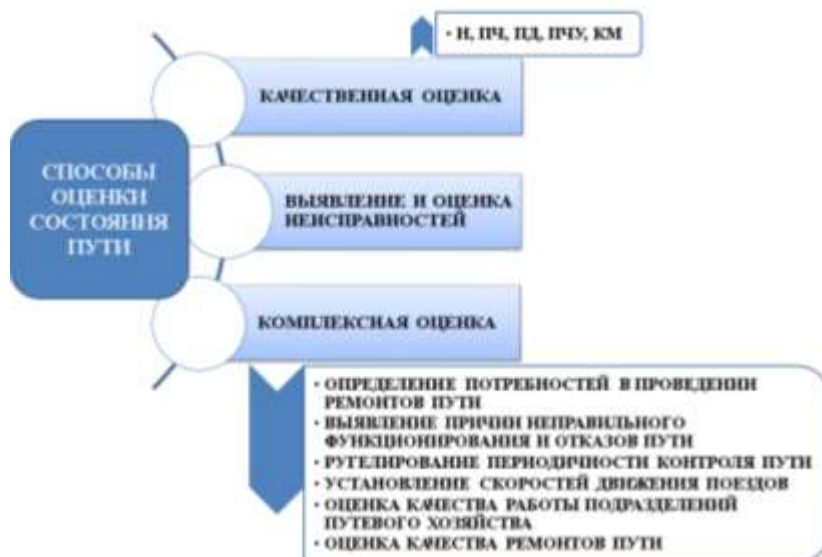 • Н, ПЧ, ПД, ПЧУ, КМ
КАЧЕСТВЕННАЯ ОЦЕНКА
СПОСОБЫ
ОЦЕНКИ
СОСТОЯНИЯ
ПУТИ
ВЫЯВЛЕНИЕ И ОЦЕНКА
НЕИСПРАВНОСТЕЙ
КОМПЛЕКСНАЯ ОЦЕНКА
• ОПРЕДЕЛЕНИЕ ПОТРЕБНОСТЕЙ В ПРОВЕДЕНИИ
РЕМОНТОВ ПУТИ
• ВЫЯВЛЕНИЕ ПРИЧИН НЕПРАВИЛЬНОГО
ФУНКЦИОНИРОВАНИЯ И ОТКАЗОВ ПУТИ
• РУГЕЛИРОВАНИЕ ПЕРИОДИЧНОСТИ КОНТРОЛЯ ПУТИ
• УСТАНОВЛЕНИЕ СКОРОСТЕЙ ДВИЖЕНИЯ ПОЕЗДОВ
• ОЦЕНКА КАЧЕСТВА РАБОТЫ ПОДРАЗДЕЛЕНИЙ
ПУТЕВОГО ХОЗЯЙСТВА
• ОЦЕНКА КАЧЕСТВА РЕМОНТОВ ПУТИ